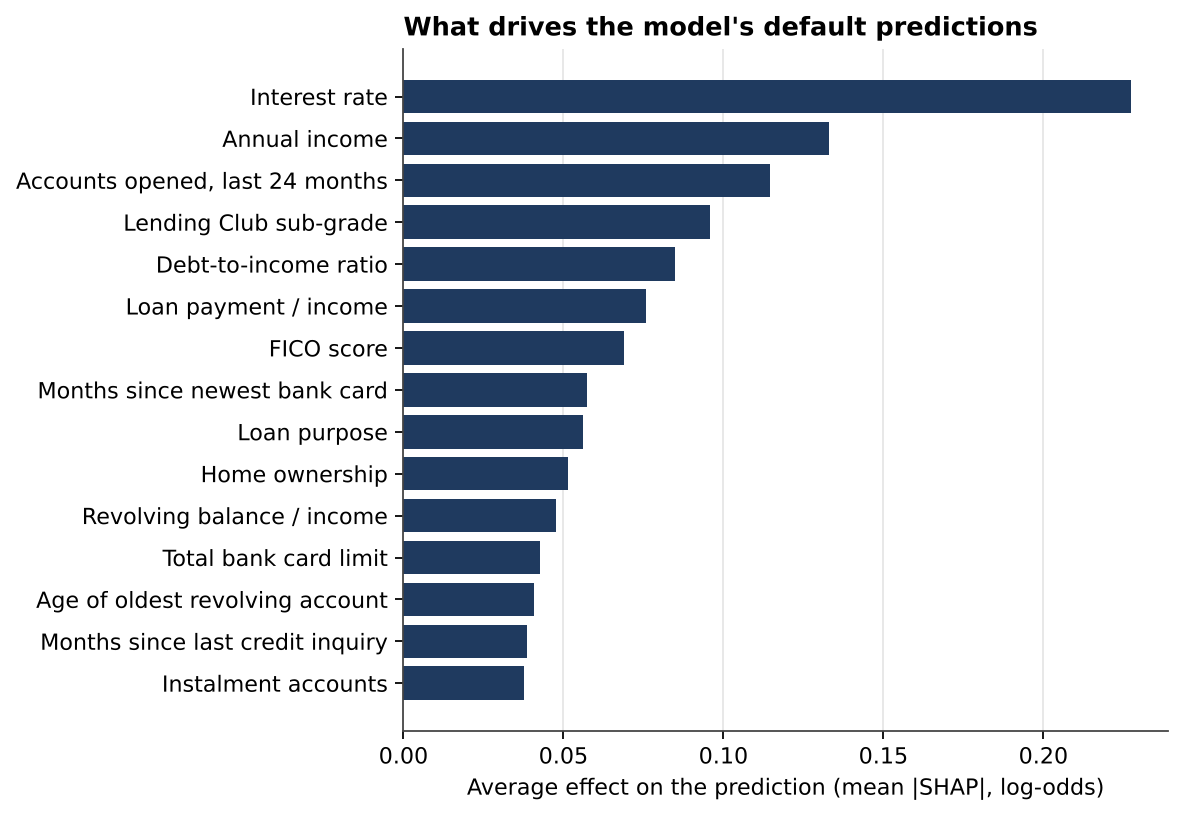 What drives the model's default predictions
Interest rate
Annual income
Accounts opened, last 24 months
Lending Club sub-grade
Debt-to-income ratio
Loan payment / income
FICO score
Months since newest bank card
Loan purpose
Home ownership
Revolving balance / income
Total bank card limit
Age of oldest revolving account
Months since last credit inquiry
Instalment accounts
0.00 0.05 0.10 0.15 0.20
Average effect on the prediction (mean |SHAP|, log-odds)